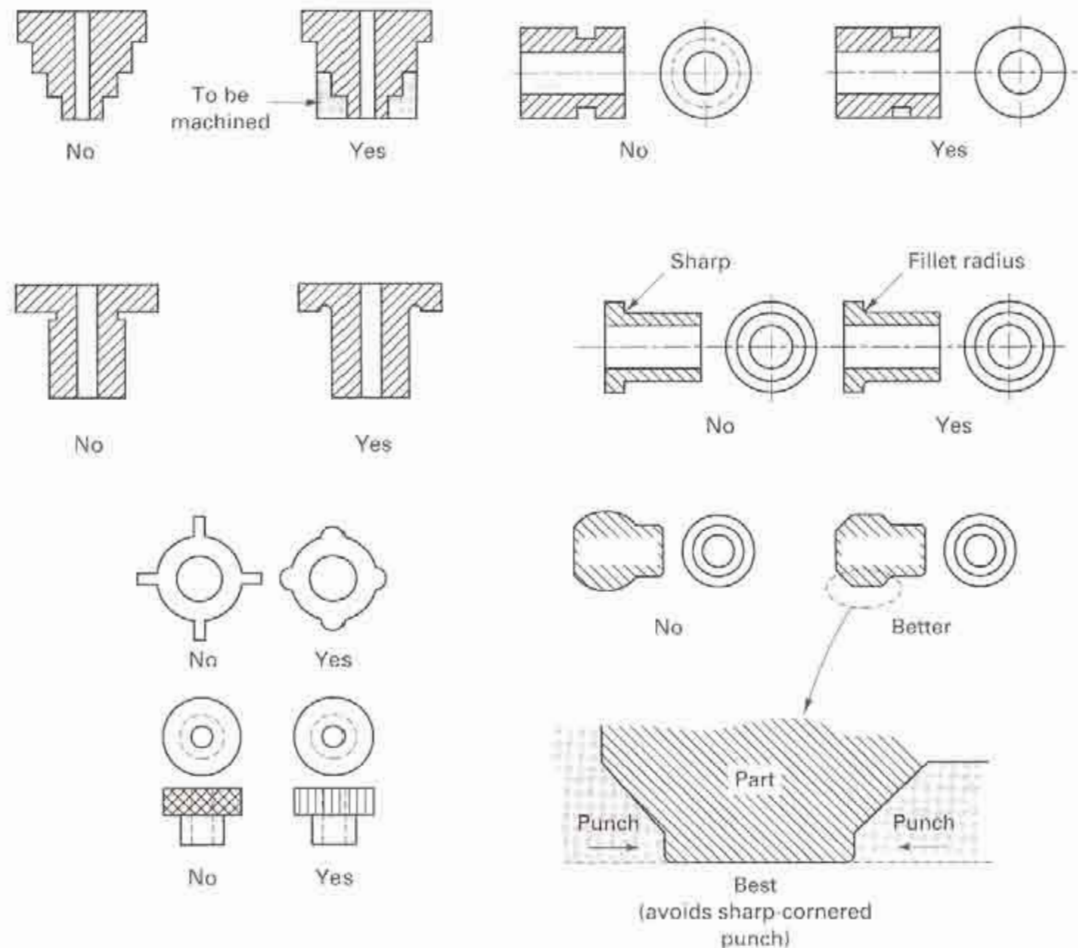 To be
machined
No
Yes
No
Yes
Sharp
Fillet radius
No
Yes
No
Yes
No
Yes
No
Better
No
Yes
Part
Punch
Punch
Best
(avoids sharp-cornered
punch)